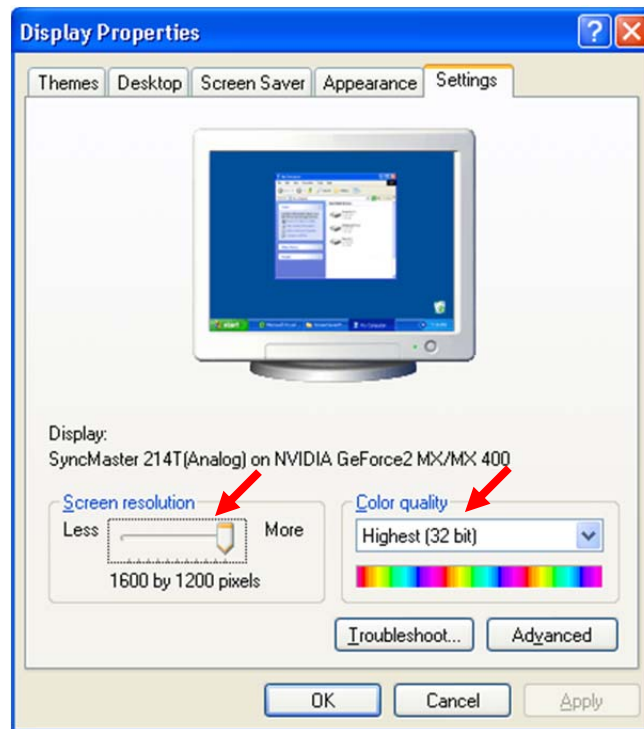 Display Properties
Themes Desktop Screen Saver Appearance Settings
start
Display:
SyncMaster 214T(Analog) on NVIDIA GeForce2 MX/MX 400
Screen resolution
Less More
1600 by 1200 pixels
Color quality
Highest (32 bit)
Troubleshoot... Advanced
OK Cancel Apply